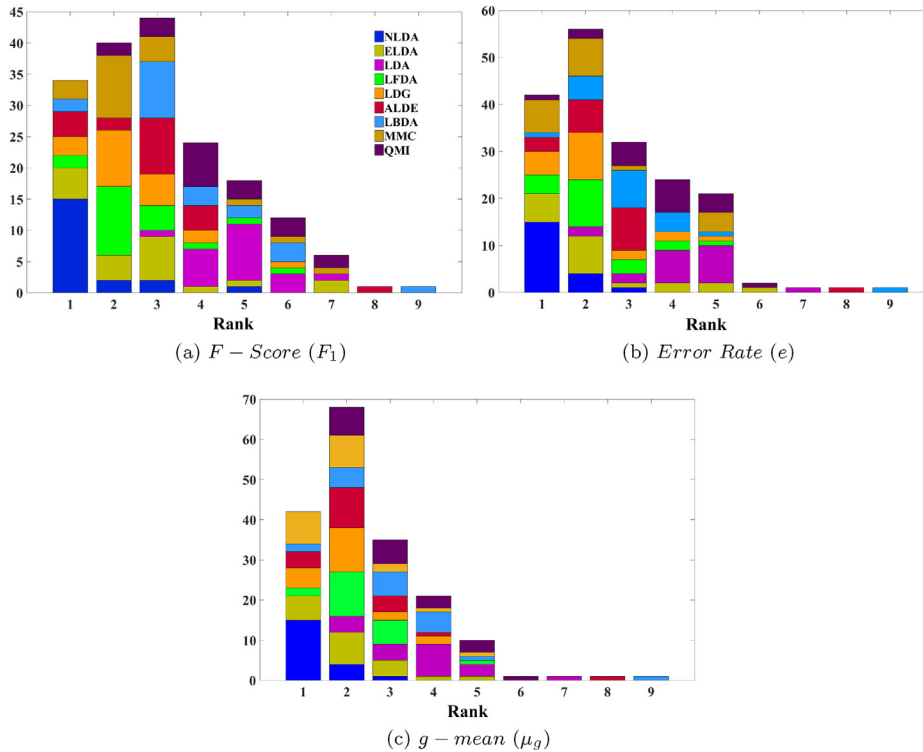 45
40
35
30
25
20
15
10
5
0
1 2 3 4 5 6 7 8 9
Rank
NLDA
ELDA
LDA
LFDA
LDG
ALDE
LBDA
MMC
QMI
(a) F − Score (F₁)
60
50
40
30
20
10
0
1 2 3 4 5 6 7 8 9
Rank
(b) Error Rate (e)
70
60
50
40
30
20
10
0
1 2 3 4 5 6 7 8 9
Rank
(c) g − mean (μg)